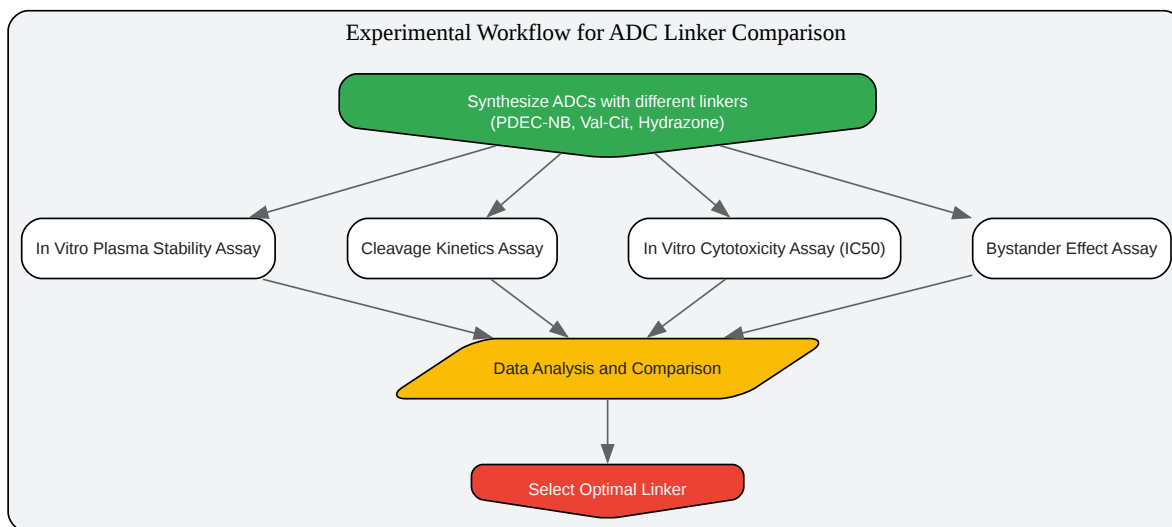 Experimental Workflow for ADC Linker Comparison
Synthesize ADCs with different linkers
(PDEC-NB, Val-Cit, Hydrazone)
In Vitro Plasma Stability Assay
Cleavage Kinetics Assay
In Vitro Cytotoxicity Assay (IC50)
Bystander Effect Assay
Data Analysis and Comparison
Select Optimal Linker